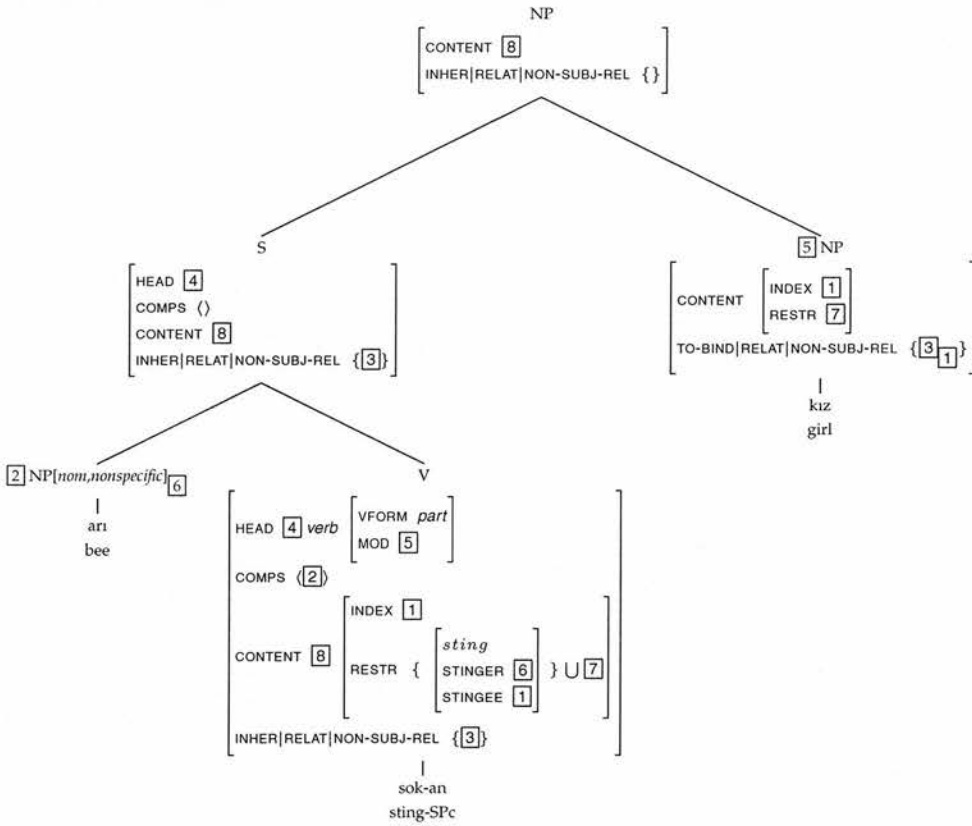 NP
CONTENT 8
INHER|RELAT|NON-SUBJ-REL { }
S
HEAD 4
COMPS ⟨⟩
CONTENT 8
INHER|RELAT|NON-SUBJ-REL {3}
5 NP
CONTENT INDEX 1
RESTR 7
TO-BIND|RELAT|NON-SUBJ-REL {3 1}
kız
girl
2 NP[nom,nonspecific] 6
arı
bee
V
HEAD 4 verb VFORM part
MOD 5
COMPS ⟨2⟩
CONTENT 8 INDEX 1
RESTR { sting
STINGER 6
STINGEE 1 } ∪ 7
INHER|RELAT|NON-SUBJ-REL {3}
sok-an
sting-SPc